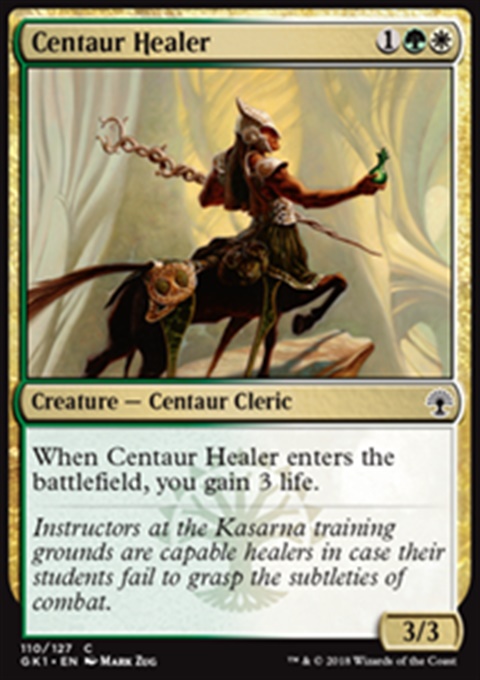 Centaur Healer 1
Creature — Centaur Cleric
When Centaur Healer enters the
battlefield, you gain 3 life.
Instructors at the Kasarna training
grounds are capable healers in case their
students fail to grasp the subtleties of
combat.
3/3
110/127 C
GK1 • EN Mark Zug
™ & © 2018 Wizards of the Coast